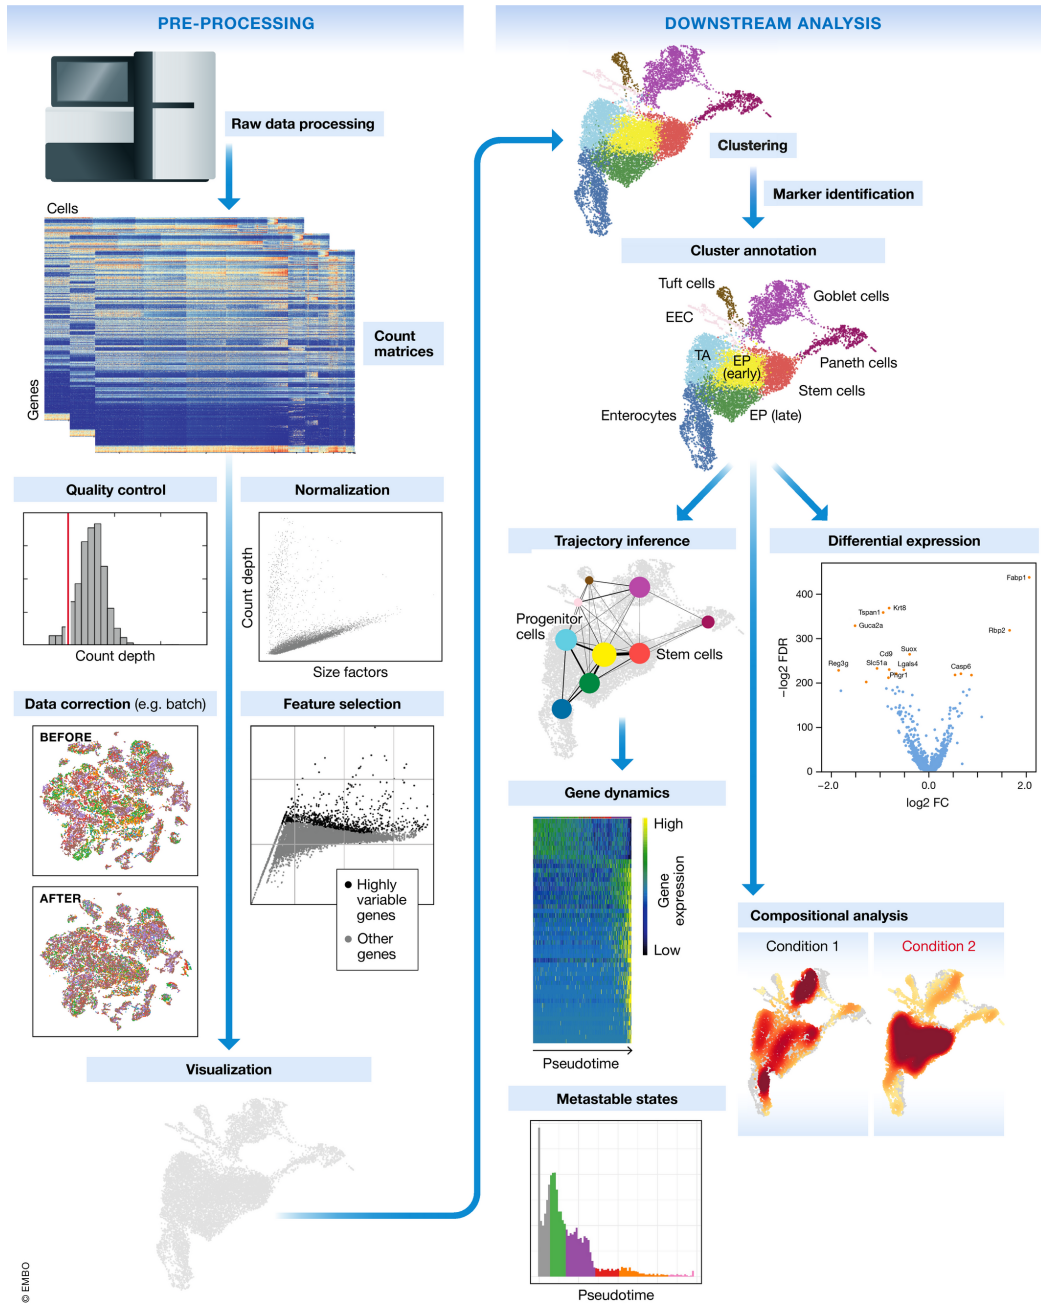 PRE-PROCESSING
Raw data processing
Cells
Genes
Count
matrices
Quality control
Count depth
Normalization
Count depth
Size factors
Data correction (e.g. batch)
BEFORE
AFTER
Feature selection
Highly
variable
genes
Other
genes
Visualization
© EMBO
DOWNSTREAM ANALYSIS
Clustering
Marker identification
Cluster annotation
Tuft cells
Goblet cells
EEC
TA
EP
(early)
Paneth cells
Stem cells
Enterocytes
EP (late)
Trajectory inference
Progenitor
cells
Stem cells
Gene dynamics
High
Gene
expression
Low
Pseudotime
Metastable states
Pseudotime
Differential expression
400
300
200
100
0
−log2 FDR
Fabp1
Krt8
Tspan1
Guca2a
Rbp2
Suox
Cd9
Slc51a
Lgals4
Reg3g
Phgr1
Casp6
−2.0
0.0
2.0
log2 FC
Compositional analysis
Condition 1
Condition 2